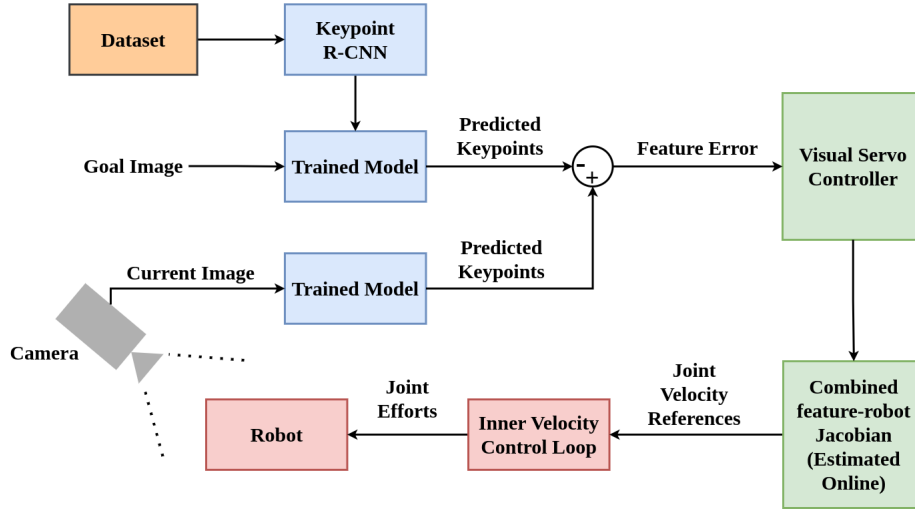 Dataset
Keypoint
R-CNN
Goal Image
Trained Model
Predicted
Keypoints
-
+
Feature Error
Visual Servo
Controller
Current Image
Trained Model
Predicted
Keypoints
Camera
Robot
Joint
Efforts
Inner Velocity
Control Loop
Joint
Velocity
References
Combined
feature-robot
Jacobian
(Estimated
Online)